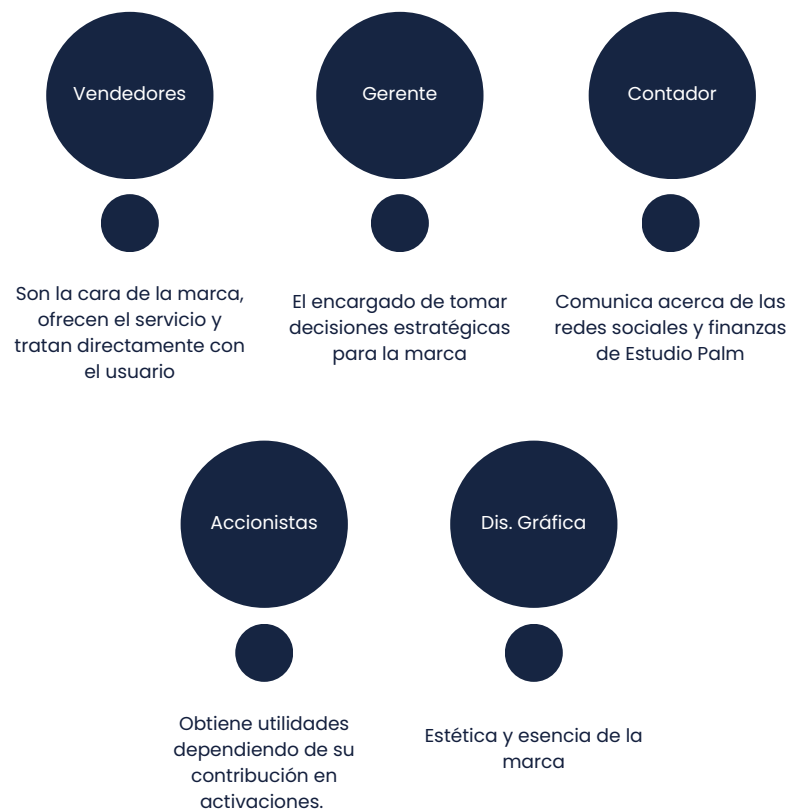 Vendedores
Son la cara de la marca,
ofrecen el servicio y
tratan directamente con
el usuario
Gerente
El encargado de tomar
decisiones estratégicas
para la marca
Contador
Comunica acerca de las
redes sociales y finanzas
de Estudio Palm
Accionistas
Obtiene utilidades
dependiendo de su
contribución en
activaciones.
Dis. Gráfica
Estética y esencia de la
marca